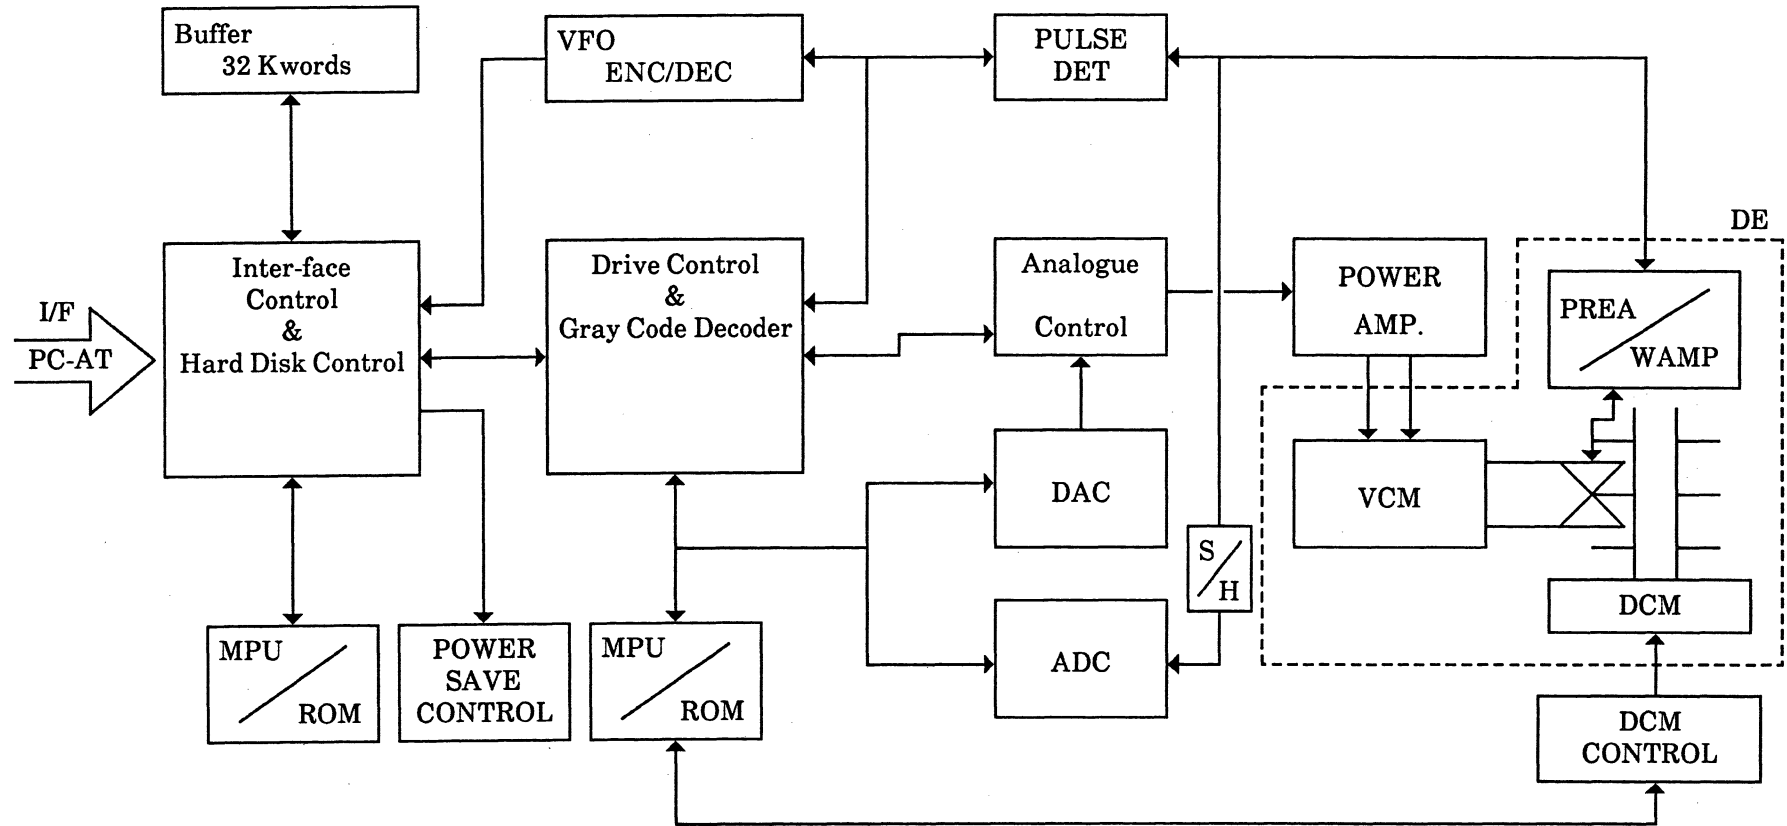 Buffer
32 Kwords
VFO
ENC/DEC
PULSE
DET
DE
Inter-face
Control
&
Hard Disk Control
Drive Control
&
Gray Code Decoder
Analogue
Control
POWER
AMP.
PREA
WAMP
I/F
PC-AT
DAC
VCM
S
H
DCM
MPU
ROM
POWER
SAVE
CONTROL
MPU
ROM
ADC
DCM
CONTROL